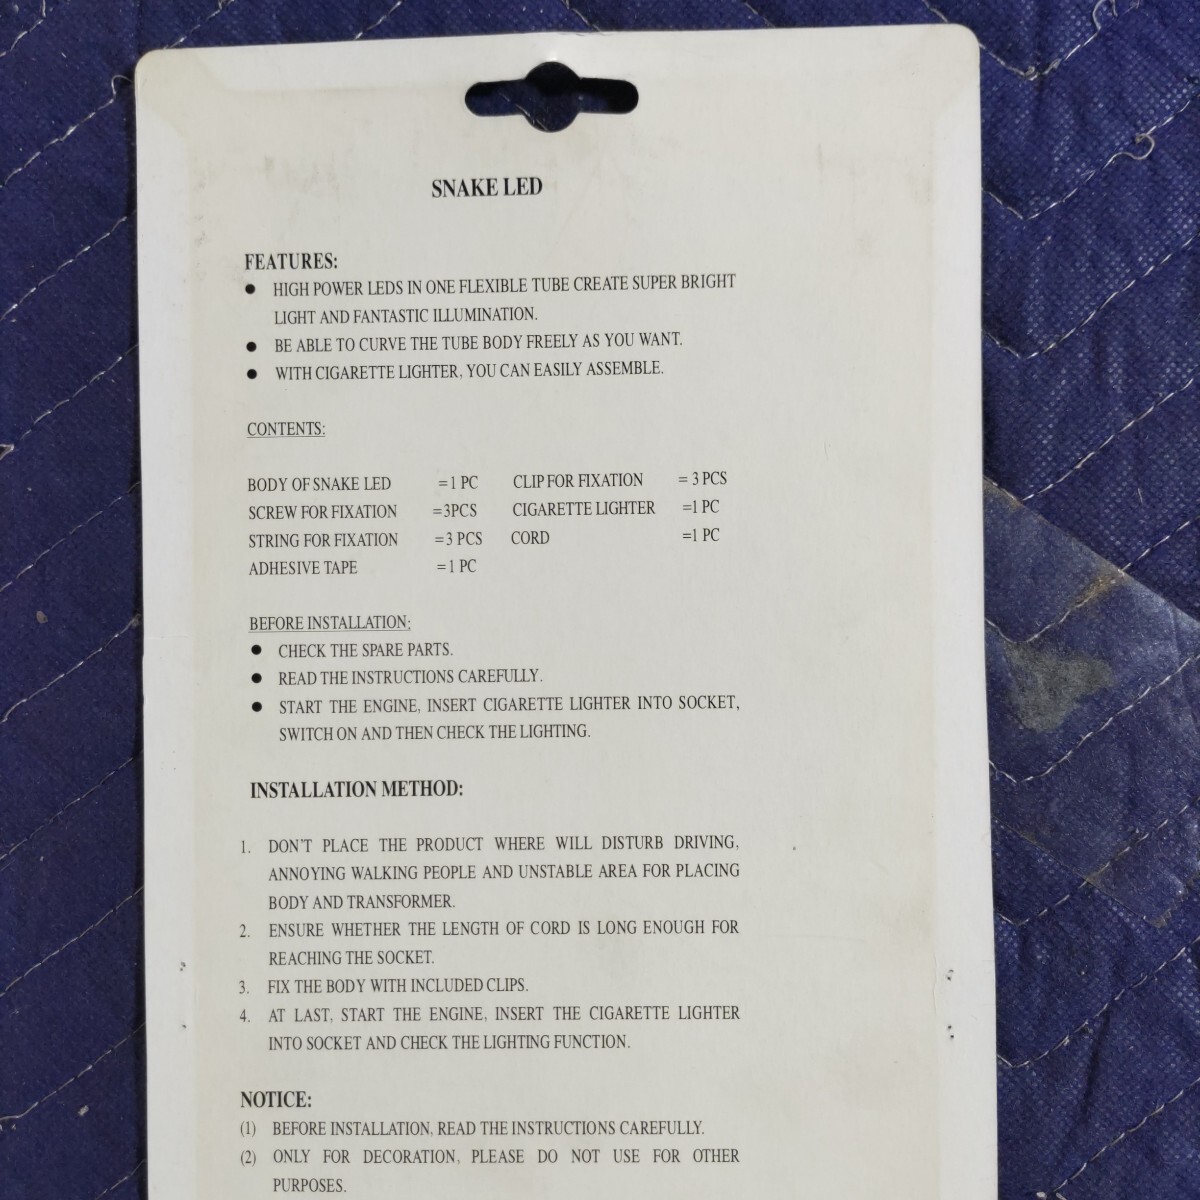 SNAKE LED
FEATURES:
● HIGH POWER LEDS IN ONE FLEXIBLE TUBE CREATE SUPER BRIGHT
LIGHT AND FANTASTIC ILLUMINATION.
● BE ABLE TO CURVE THE TUBE BODY FREELY AS YOU WANT.
● WITH CIGARETTE LIGHTER, YOU CAN EASILY ASSEMBLE.
CONTENTS:
BODY OF SNAKE LED =1 PC CLIP FOR FIXATION = 3 PCS
SCREW FOR FIXATION =3PCS CIGARETTE LIGHTER =1 PC
STRING FOR FIXATION =3 PCS CORD =1 PC
ADHESIVE TAPE =1 PC
BEFORE INSTALLATION:
● CHECK THE SPARE PARTS.
● READ THE INSTRUCTIONS CAREFULLY.
● START THE ENGINE, INSERT CIGARETTE LIGHTER INTO SOCKET,
SWITCH ON AND THEN CHECK THE LIGHTING.
INSTALLATION METHOD:
1. DON'T PLACE THE PRODUCT WHERE WILL DISTURB DRIVING,
ANNOYING WALKING PEOPLE AND UNSTABLE AREA FOR PLACING
BODY AND TRANSFORMER.
2. ENSURE WHETHER THE LENGTH OF CORD IS LONG ENOUGH FOR
REACHING THE SOCKET.
3. FIX THE BODY WITH INCLUDED CLIPS.
4. AT LAST, START THE ENGINE, INSERT THE CIGARETTE LIGHTER
INTO SOCKET AND CHECK THE LIGHTING FUNCTION.
NOTICE:
(1) BEFORE INSTALLATION, READ THE INSTRUCTIONS CAREFULLY.
(2) ONLY FOR DECORATION, PLEASE DO NOT USE FOR OTHER
PURPOSES.